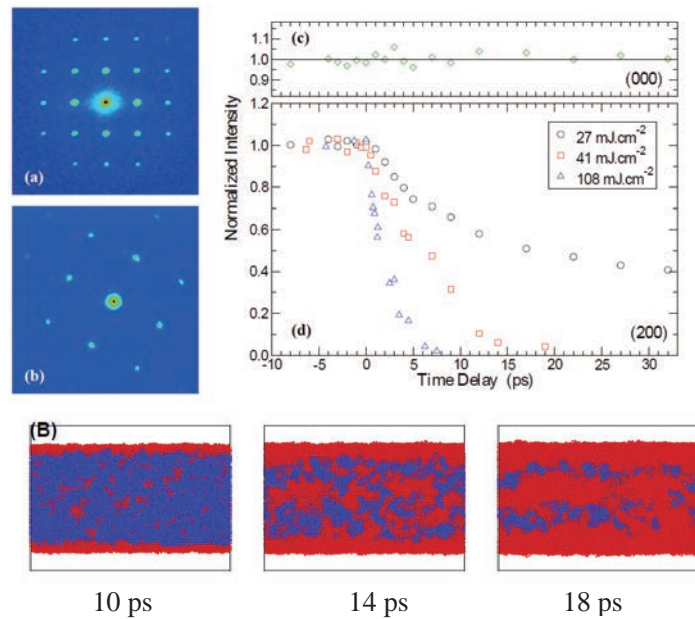 (a)
(b)
(c)
1.1
1.0
0.9
(000)
Normalized Intensity
1.2
1.0
0.8
0.6
0.4
0.2
0.0
27 mJ.cm-2
41 mJ.cm-2
108 mJ.cm-2
(d)
(200)
-10 -5 0 5 10 15 20 25 30
Time Delay (ps)
(B)
10 ps 14 ps 18 ps